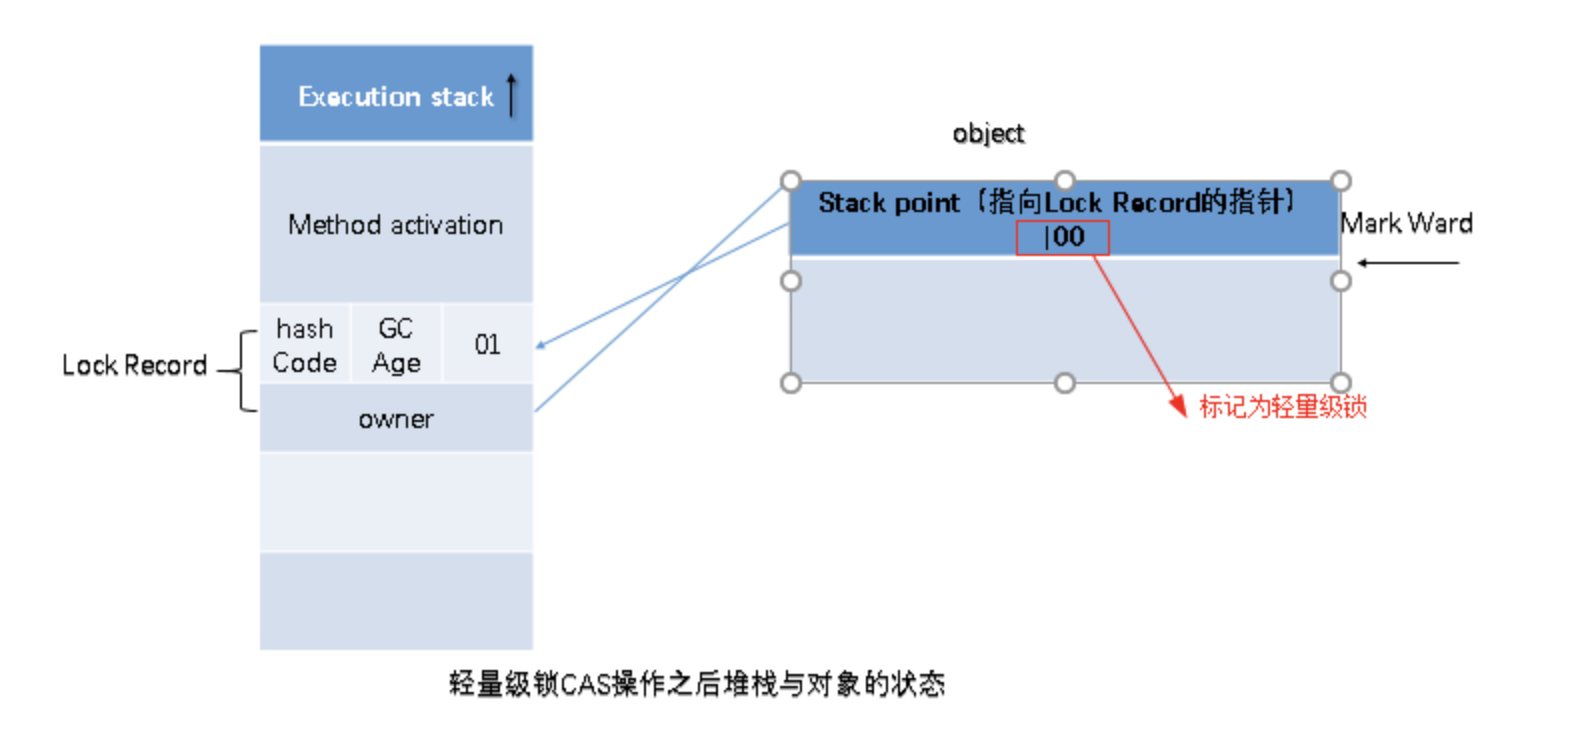 Execution stack
Method activation
hash
Code
GC
Age
01
Lock Record
owner
object
Stack point（指向Lock Record的指针）
|00
Mark Ward
标记为轻量级锁
轻量级锁CAS操作之后堆栈与对象的状态